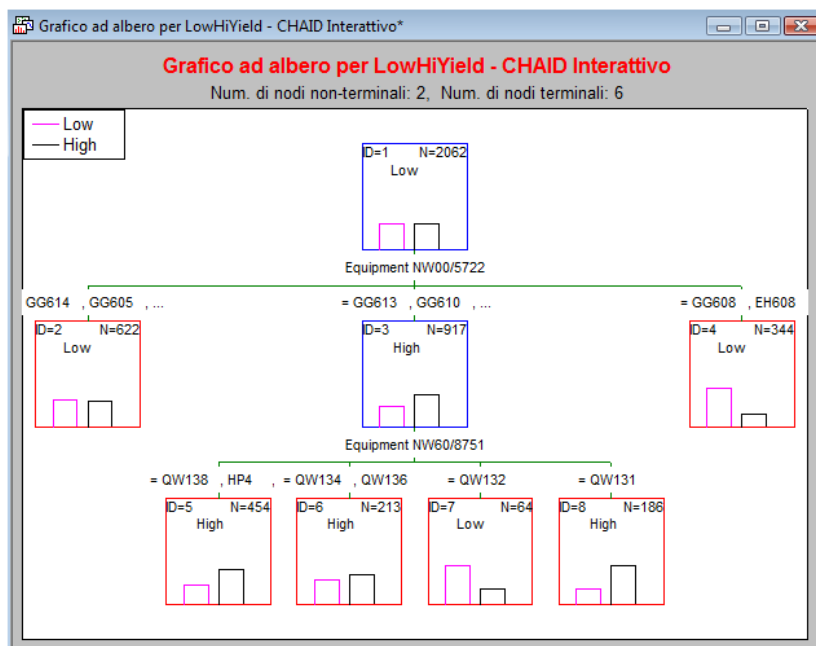 Grafico ad albero per LowHiYield - CHAID Interattivo*
Grafico ad albero per LowHiYield - CHAID Interattivo
Num. di nodi non-terminali: 2, Num. di nodi terminali: 6
Low
High
ID=1 N=2062
Low
Equipment NW00/5722
GG614 , GG605 , ... = GG613 , GG610 , ... = GG608 , EH608
ID=2 N=622 ID=3 N=917 ID=4 N=344
Low High Low
Equipment NW60/8751
= QW138 , HP4 , = QW134 , QW136 = QW132 = QW131
ID=5 N=454 ID=6 N=213 ID=7 N=64 ID=8 N=186
High High Low High